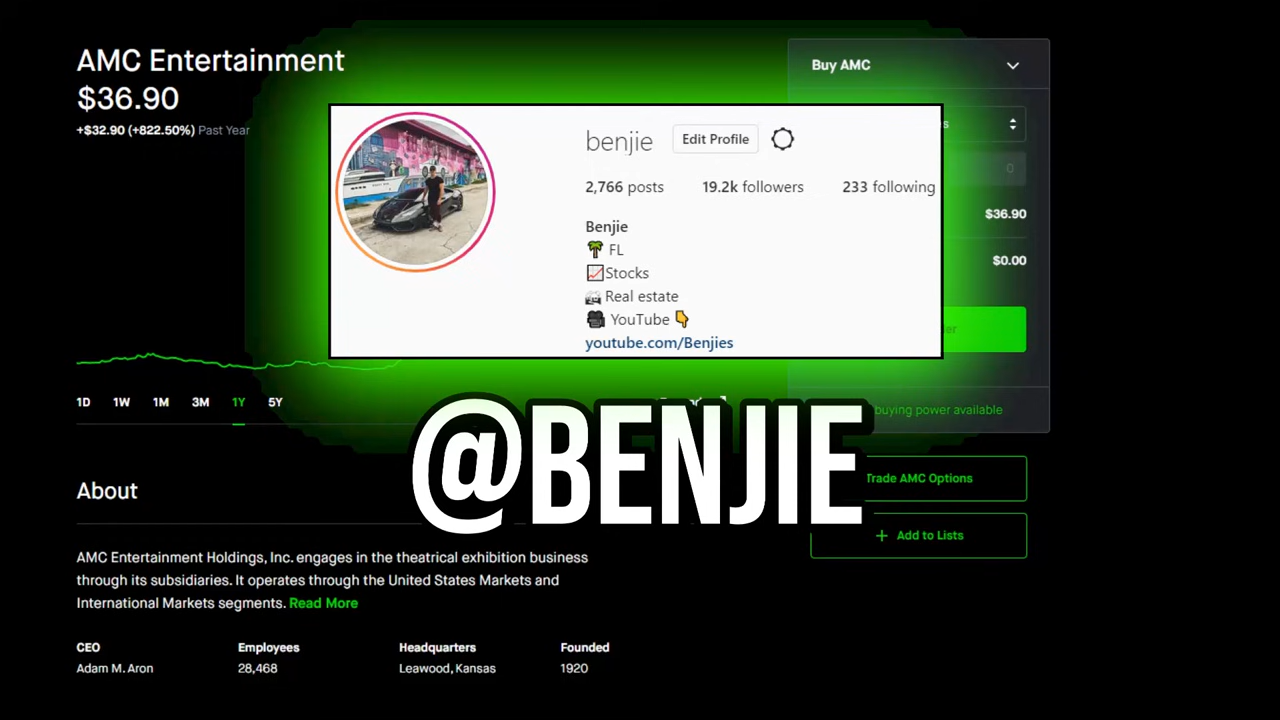 AMC Entertainment
$36.90
+$32.90 (+822.50%) Past Year
Buy AMC
benjie Edit Profile
2,766 posts 19.2k followers 233 following
0
$36.90
$0.00
Benjie
🌴 FL
📈Stocks
🏘 Real estate
🎥 YouTube 👇
youtube.com/Benjies
1D 1W 1M 3M 1Y 5Y
buying power available
@BENJIE
Trade AMC Options
+ Add to Lists
About
AMC Entertainment Holdings, Inc. engages in the theatrical exhibition business
through its subsidiaries. It operates through the United States Markets and
International Markets segments. Read More
CEO Employees Headquarters Founded
Adam M. Aron 28,468 Leawood, Kansas 1920